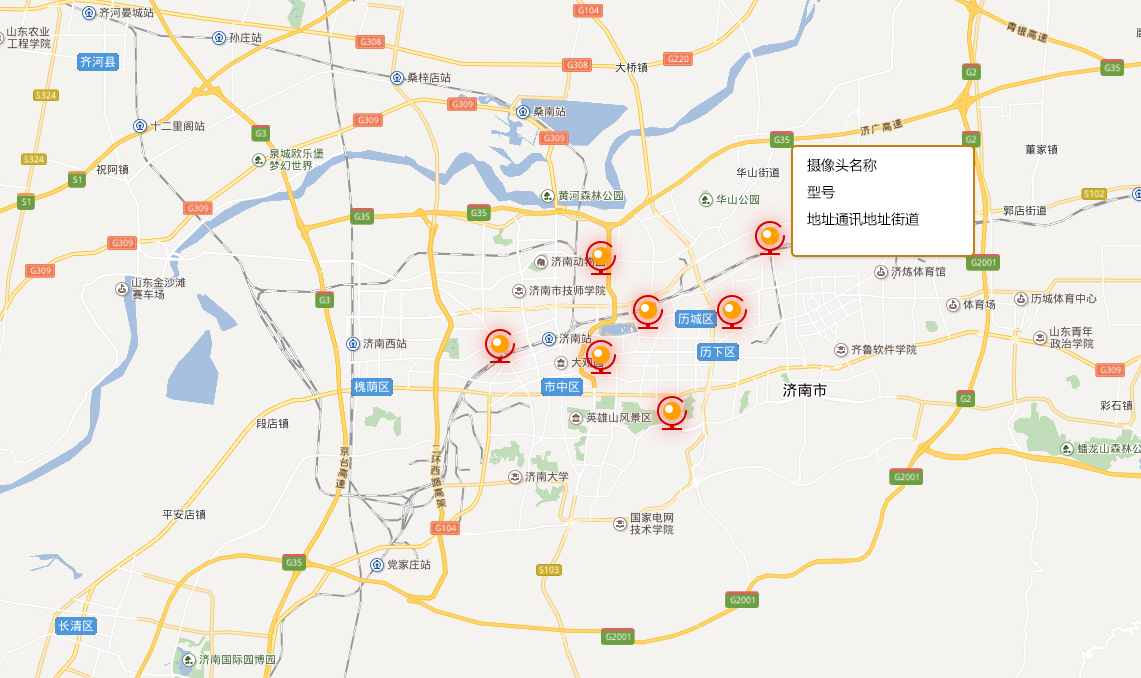 G104
齐河晏城站
山东农业
工程学院
孙庄站
G308
青银高速
齐河县
G308
大桥镇
G220
G35
G2
桑梓店站
S324
G309
桑南站
G309
十二里阁站
G3
G309
G35
济广高速
G2
董家镇
S324
泉城欧乐堡
梦幻世界
摄像头名称
祝阿镇
S1
华山街道
型号
S102
黄河森林公园
华山公园
S1
G309
G35
G35
地址通讯地址街道
郭店街道
G309
G309
济南动物园
G2001
济炼体育馆
山东金沙滩
赛车场
济南市技师学院
G3
体育场
历城体育中心
历城区
济南西站
济南站
历下区
齐鲁软件学院
山东青年
政治学院
大观园
G309
槐荫区
市中区
济南市
G2
彩石镇
段店镇
英雄山风景区
蟠龙山森林公
京台高速
二环西路高架
济南大学
G2001
平安店镇
国家电网
技术学院
G104
G35
党家庄站
S103
G2001
长清区
G2001
济南国际园博园